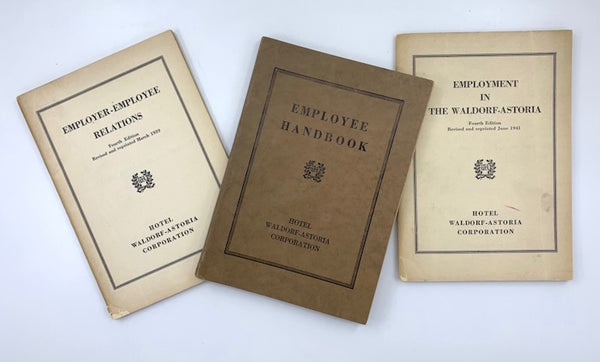 EMPLOYER-EMPLOYEE
RELATIONS
Fourth Edition
Revised and reprinted March 1939
HOTEL
WALDORF-ASTORIA
CORPORATION
EMPLOYEE
HANDBOOK
HOTEL
WALDORF-ASTORIA
CORPORATION
EMPLOYMENT
IN
THE WALDORF-ASTORIA
Fourth Edition
Revised and reprinted June 1941
HOTEL
WALDORF-ASTORIA
CORPORATION